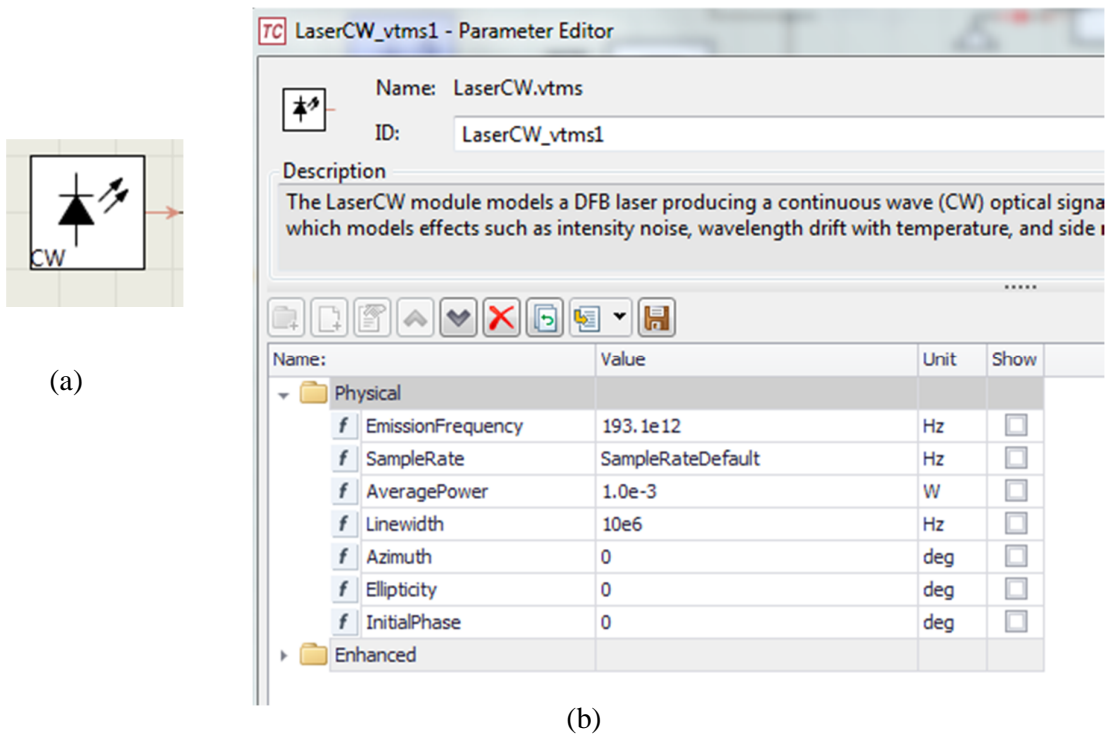 CW
(a)
TC LaserCW_vtms1 - Parameter Editor
Name: LaserCW.vtms
ID: LaserCW_vtms1
Description
The LaserCW module models a DFB laser producing a continuous wave (CW) optical signa
which models effects such as intensity noise, wavelength drift with temperature, and side
Name: Value Unit Show
Physical
f EmissionFrequency 193.1e12 Hz
f SampleRate SampleRateDefault Hz
f AveragePower 1.0e-3 W
f Linewidth 10e6 Hz
f Azimuth 0 deg
f Ellipticity 0 deg
f InitialPhase 0 deg
Enhanced
(b)